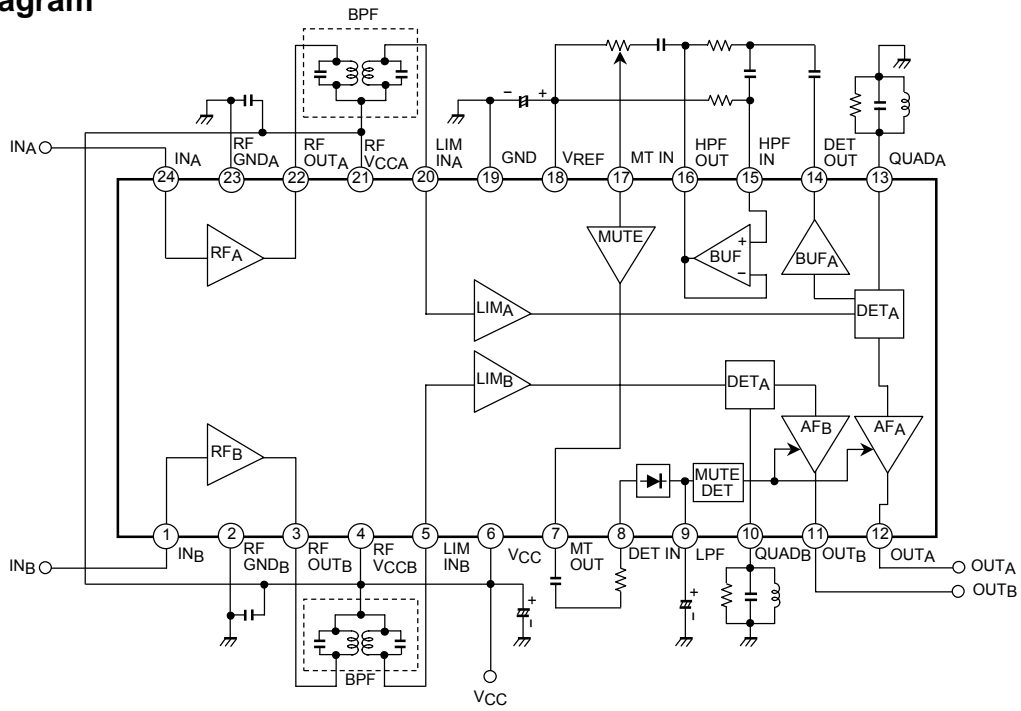 agram
BPF
INA
INA
RF GNDA
RF OUTA
RF VCCA
LIM INA
GND
VREF
MT IN
HPF OUT
HPF IN
DET OUT
QUADA
− +
24 23 22 21 20 19 18 17 16 15 14 13
RFA
MUTE
BUF
+
−
BUFA
LIMA
DETA
LIMB
DETA
AFB
AFA
RFB
MUTE DET
1 2 3 4 5 6 7 8 9 10 11 12
INB
INB
RF GNDB
RF OUTB
RF VCCB
LIM INB
VCC
MT OUT
DET IN
LPF
QUADB
OUTB
OUTA
OUTA
OUTB
+
−
+
−
BPF
VCC